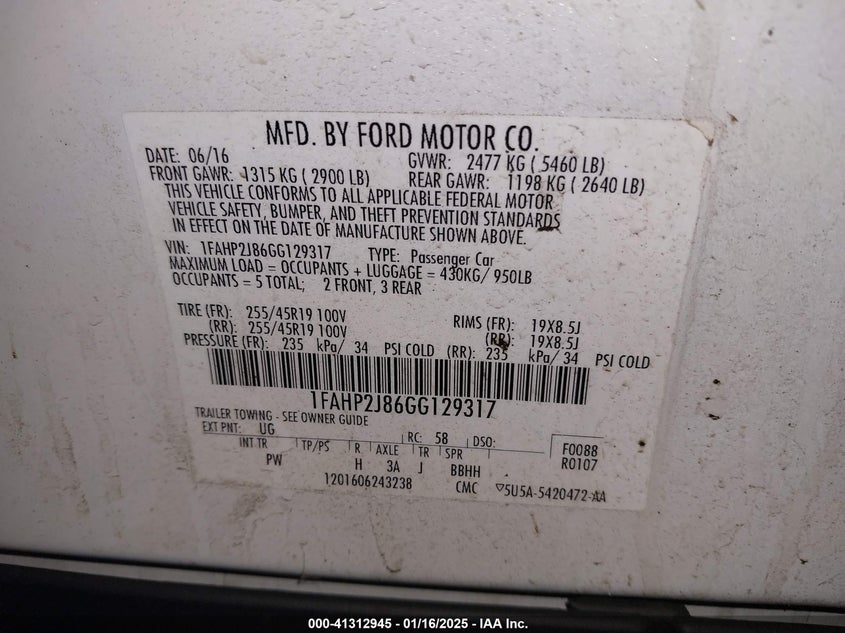 MFD. BY FORD MOTOR CO.
DATE: 06/16 GVWR: 2477 KG ( 5460 LB)
FRONT GAWR: 1315 KG ( 2900 LB) REAR GAWR: 1198 KG ( 2640 LB)
THIS VEHICLE CONFORMS TO ALL APPLICABLE FEDERAL MOTOR
VEHICLE SAFETY, BUMPER, AND THEFT PREVENTION STANDARDS
IN EFFECT ON THE DATE OF MANUFACTURE SHOWN ABOVE.
VIN: 1FAHP2J86GG129317 TYPE: Passenger Car
MAXIMUM LOAD = OCCUPANTS + LUGGAGE = 430KG/ 950LB
OCCUPANTS = 5 TOTAL; 2 FRONT, 3 REAR
TIRE (FR): 255/45R19 100V RIMS (FR): 19X8.5J
(RR): 255/45R19 100V (RR): 19X8.5J
PRESSURE (FR): 235 kPa/ 34 PSI COLD (RR): 235 kPa/ 34 PSI COLD
1FAHP2J86GG129317
TRAILER TOWING - SEE OWNER GUIDE
EXT PNT: UG RC: 58 DSO: F0088
INT TR TP/PS R AXLE TR SPR R0107
PW H 3A J BBHH
1201606243238 CMC ▽5U5A-5420472-AA
000-41312945 - 01/16/2025 - IAA Inc.